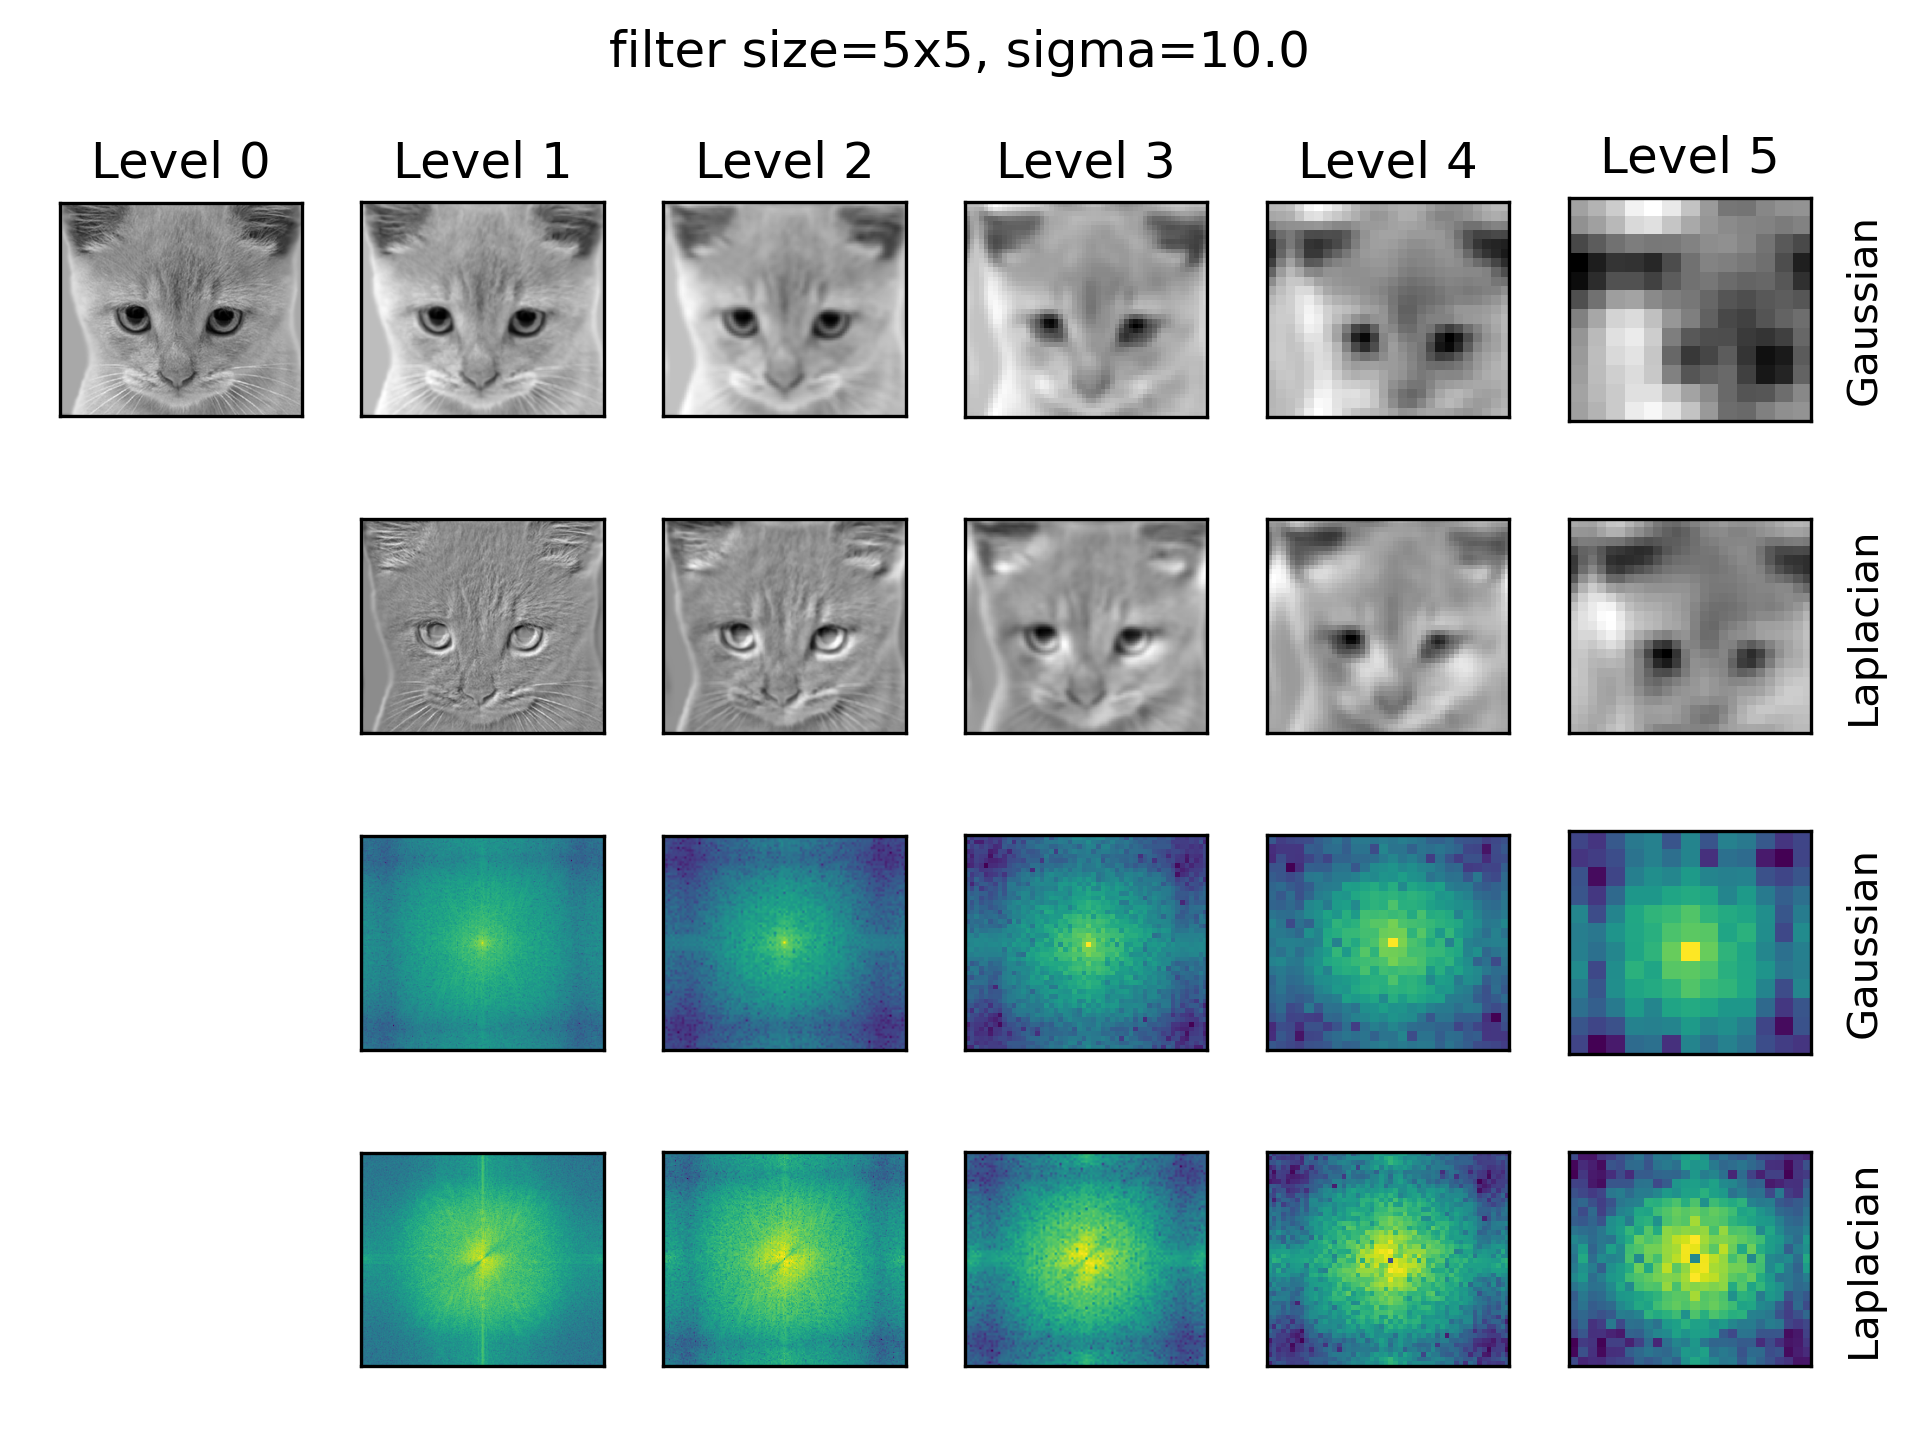 filter size=5x5, sigma=10.0
Level 0
Level 1
Level 2
Level 3
Level 4
Level 5
Gaussian
Laplacian
Gaussian
Laplacian